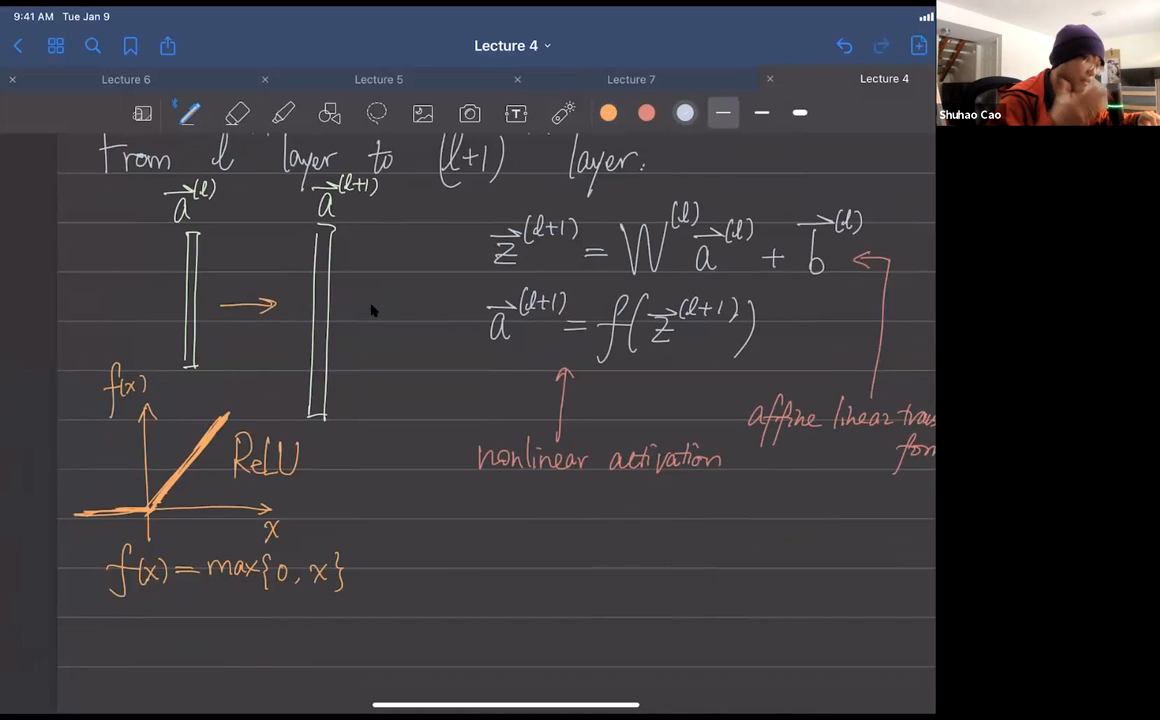 9:41 AM Tue Jan 9
Lecture 4
Lecture 6
Lecture 5
Lecture 7
Lecture 4
Shuhao Cao
From l layer to (l+1) layer:
a^(l)
a^(l+1)
z^(l+1) = W^(l) a^(l) + b^(l)
a^(l+1) = f(z^(l+1))
f(x)
ReLU
x
nonlinear activation
affine linear trans
form
f(x) = max{0, x}